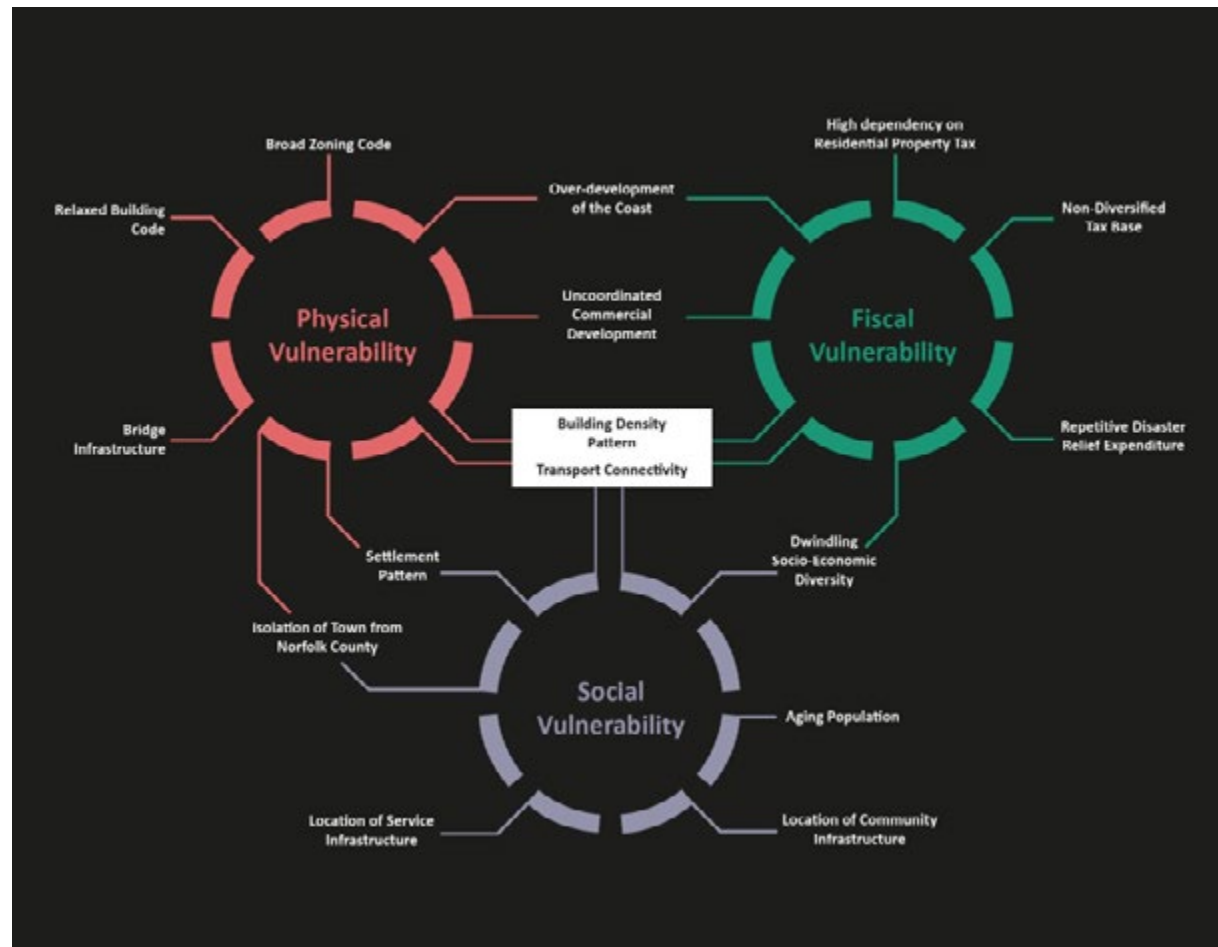 High dependency on
Residential Property Tax
Broad Zoning Code
Over-development
of the Coast
Relaxed Building
Code
Non-Diversified
Tax Base
Uncoordinated
Commercial
Development
Physical
Vulnerability
Fiscal
Vulnerability
Building Density
Pattern
Transport Connectivity
Bridge
Infrastructure
Repetitive Disaster
Relief Expenditure
Settlement
Pattern
Dwindling
Socio-Economic
Diversity
Isolation of Town from
Norfolk County
Social
Vulnerability
Aging Population
Location of Service
Infrastructure
Location of Community
Infrastructure